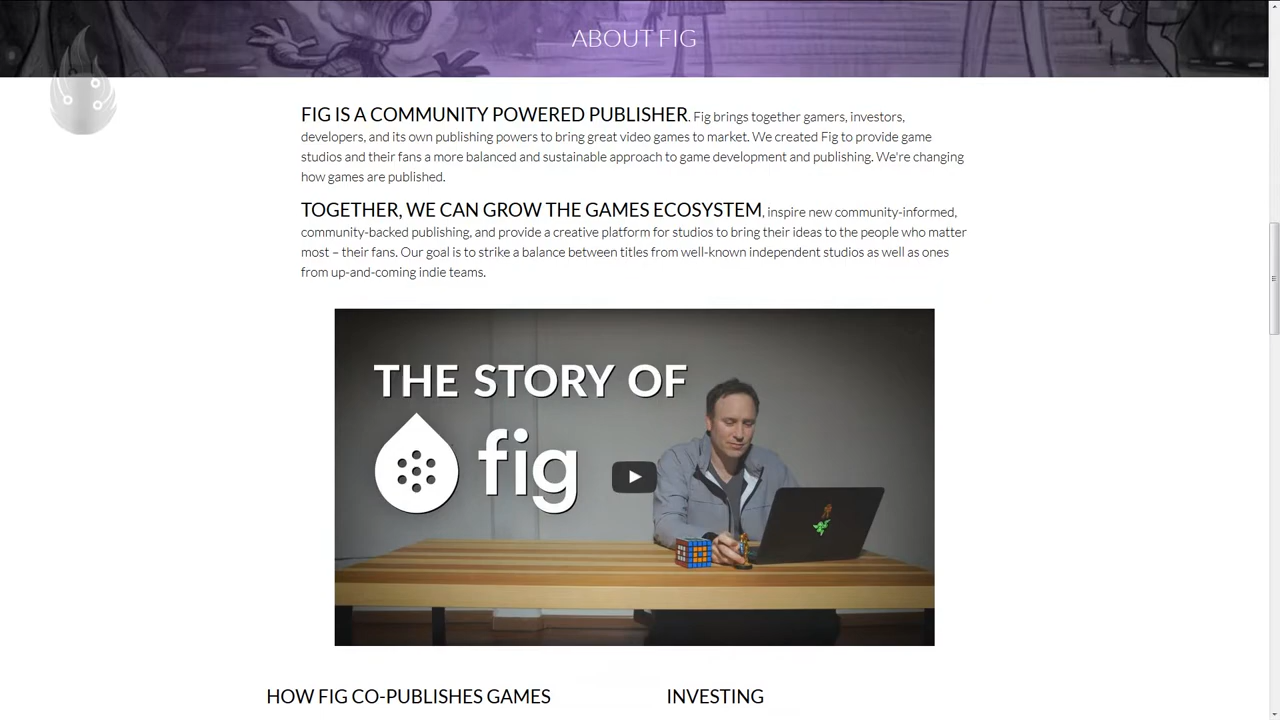 ABOUT FIG
FIG IS A COMMUNITY POWERED PUBLISHER. Fig brings together gamers, investors,
developers, and its own publishing powers to bring great video games to market. We created Fig to provide game
studios and their fans a more balanced and sustainable approach to game development and publishing. We're changing
how games are published.
TOGETHER, WE CAN GROW THE GAMES ECOSYSTEM, inspire new community-informed,
community-backed publishing, and provide a creative platform for studios to bring their ideas to the people who matter
most – their fans. Our goal is to strike a balance between titles from well-known independent studios as well as ones
from up-and-coming indie teams.
THE STORY OF
fig
HOW FIG CO-PUBLISHES GAMES
INVESTING